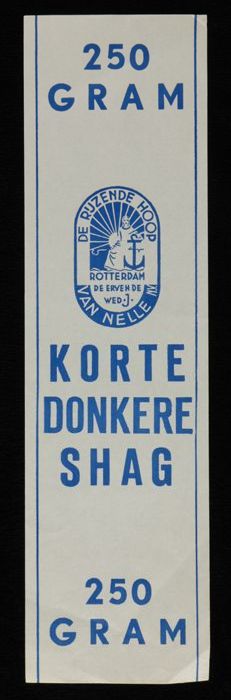 250
GRAM
DE RIJZENDE HOOP
ROTTERDAM
DE ERVEN DE
WED. J.
VAN NELLE
KORTE
DONKERE
SHAG
250
GRAM